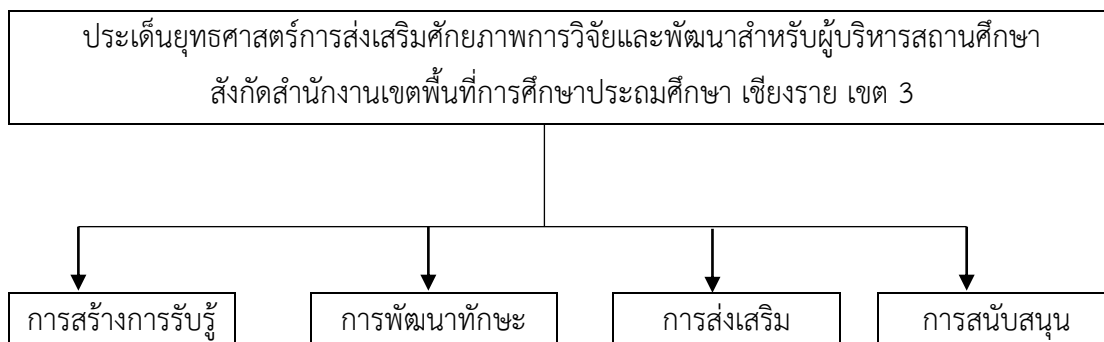 ประเด็นยุทธศาสตร์การส่งเสริมศักยภาพการวิจัยและพัฒนาสำหรับผู้บริหารสถานศึกษา
สังกัดสำนักงานเขตพื้นที่การศึกษาประถมศึกษา เชียงราย เขต 3
การสร้างการรับรู้
การพัฒนาทักษะ
การส่งเสริม
การสนับสนุน